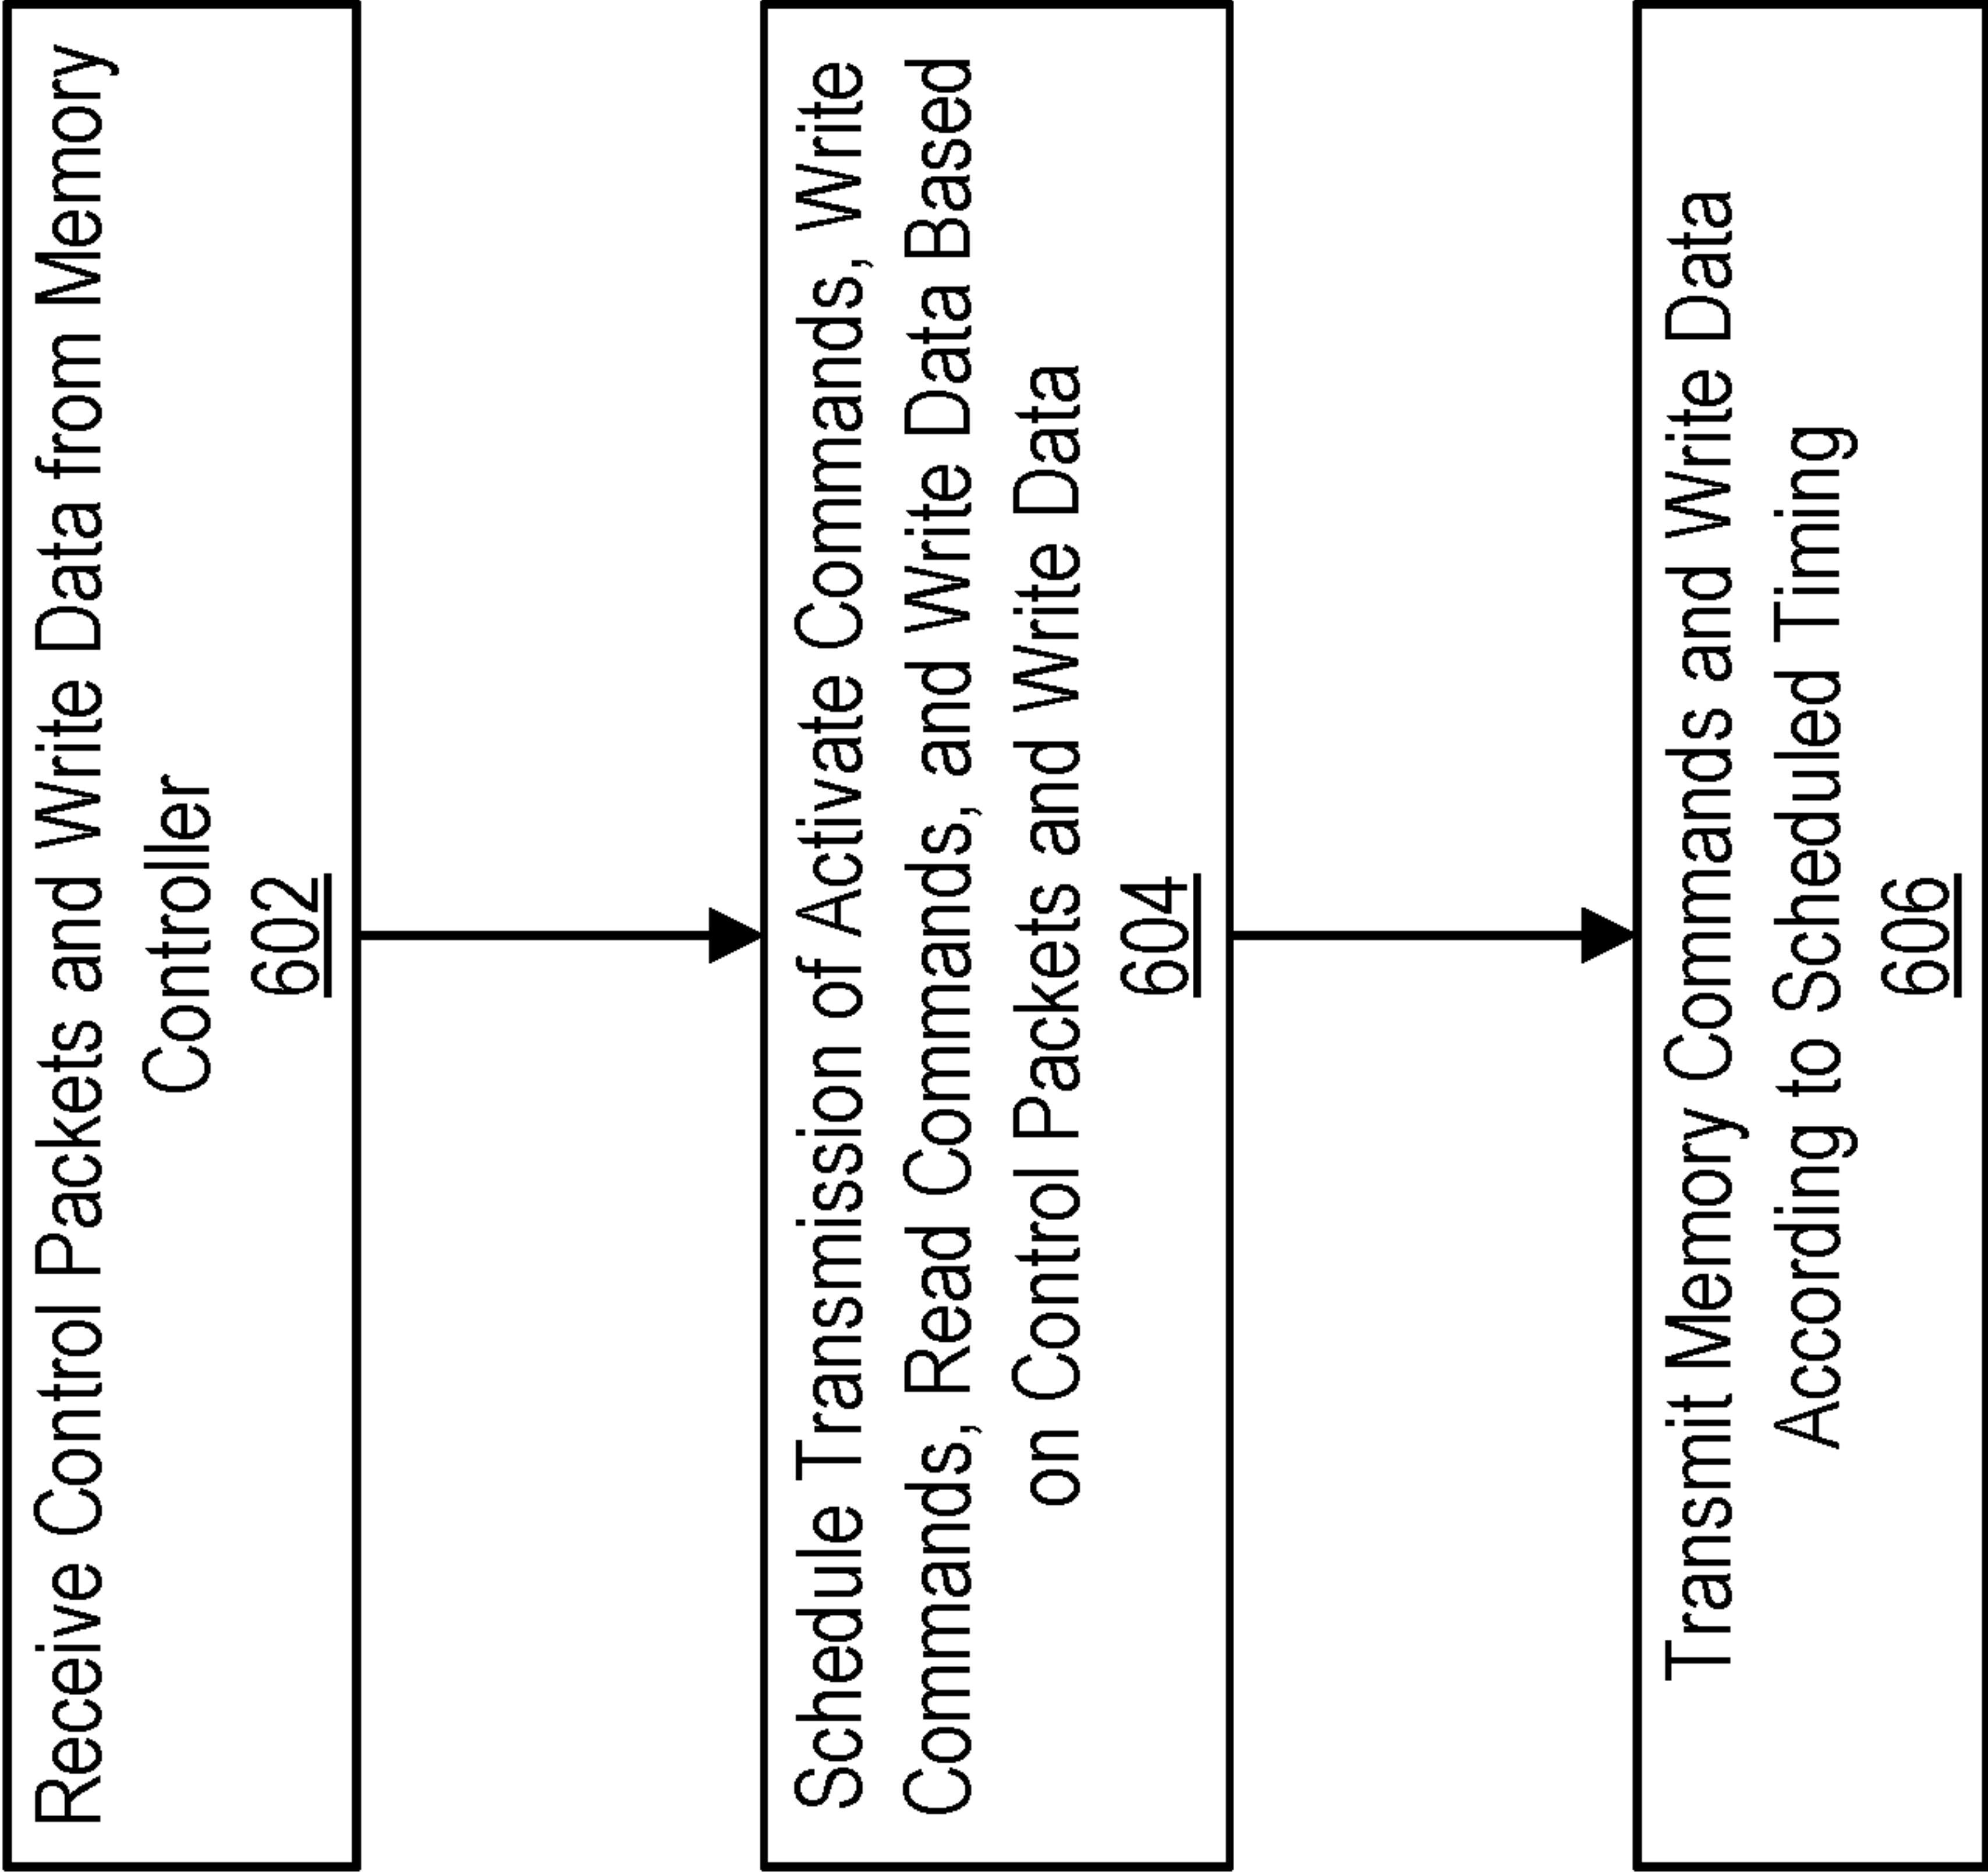 Receive Control Packets and Write Data from Memory
Controller
602
Schedule Transmission of Activate Commands, Write
Commands, Read Commands, and Write Data Based
on Control Packets and Write Data
604
Transmit Memory Commands and Write Data
According to Scheduled Timing
606